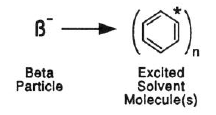 β⁻
*
n
Beta
Particle
Excited
Solvent
Molecule(s)